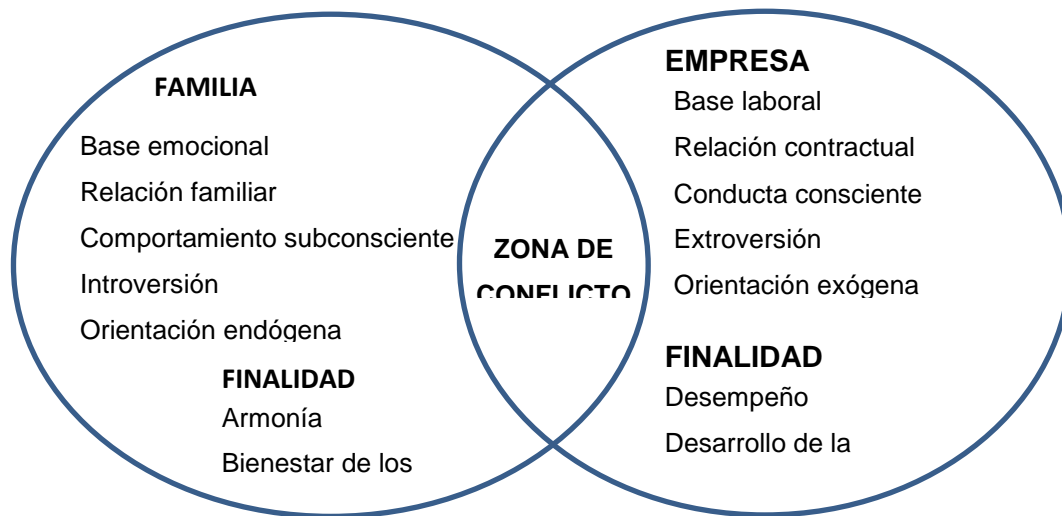 FAMILIA
Base emocional
Relación familiar
Comportamiento subconsciente
Introversión
Orientación endógena
FINALIDAD
Armonía
Bienestar de los
ZONA DE
CONFLICTO
EMPRESA
Base laboral
Relación contractual
Conducta consciente
Extroversión
Orientación exógena
FINALIDAD
Desempeño
Desarrollo de la